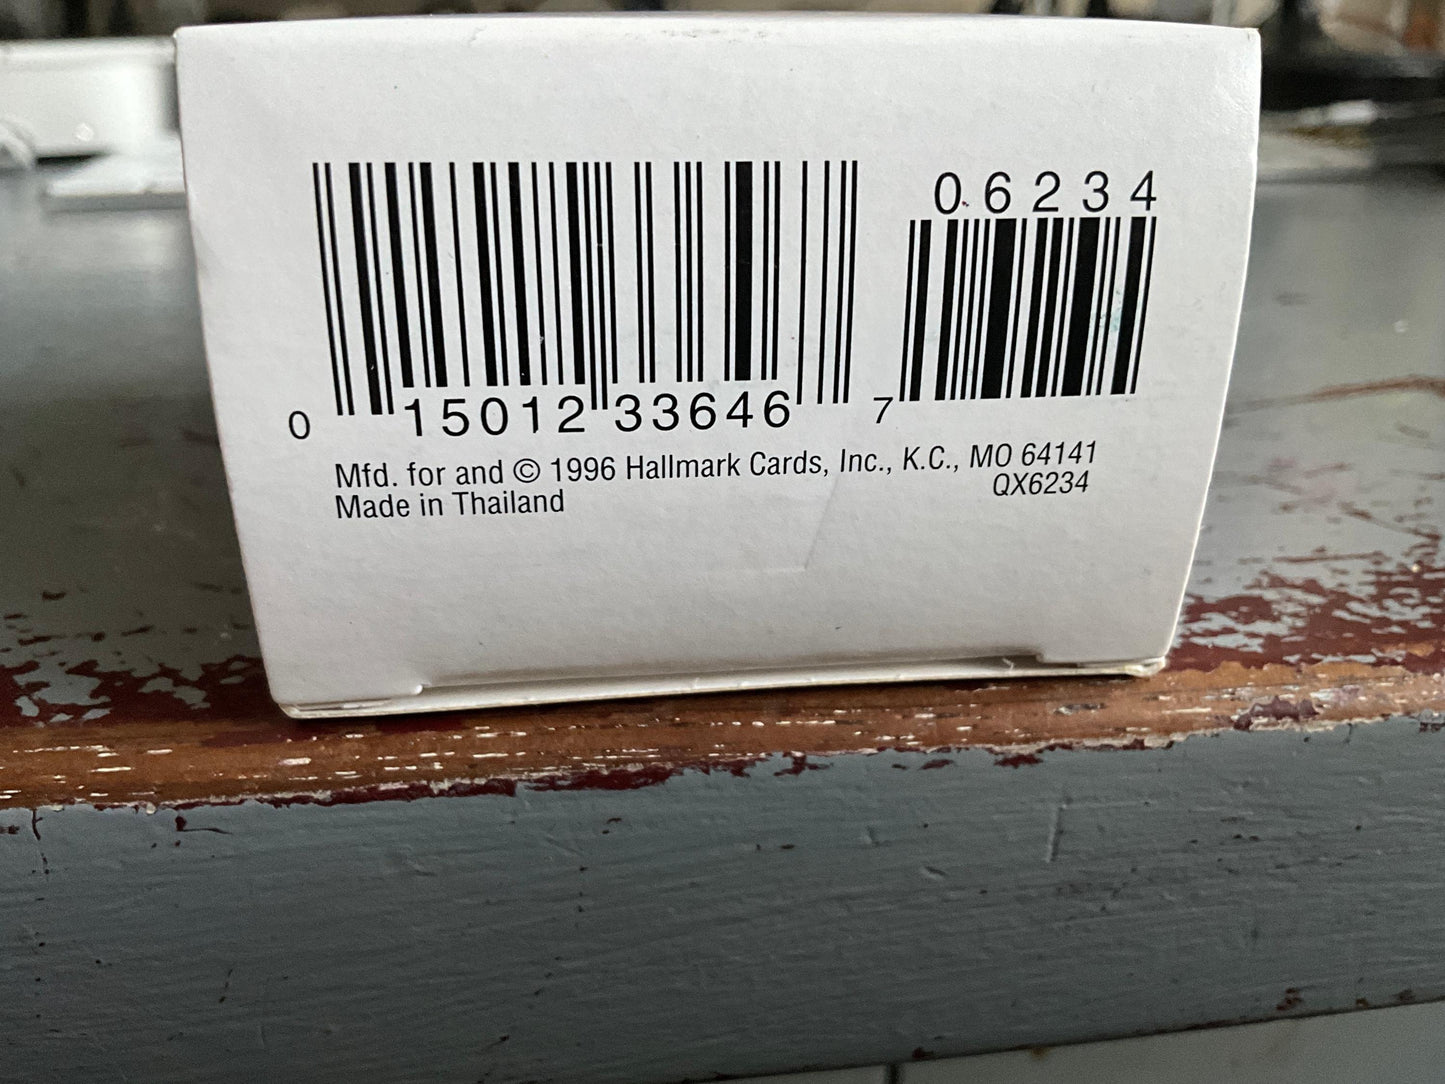 06234
0 15012 33646 7
Mfd. for and © 1996 Hallmark Cards, Inc., K.C., MO 64141
Made in Thailand
QX6234